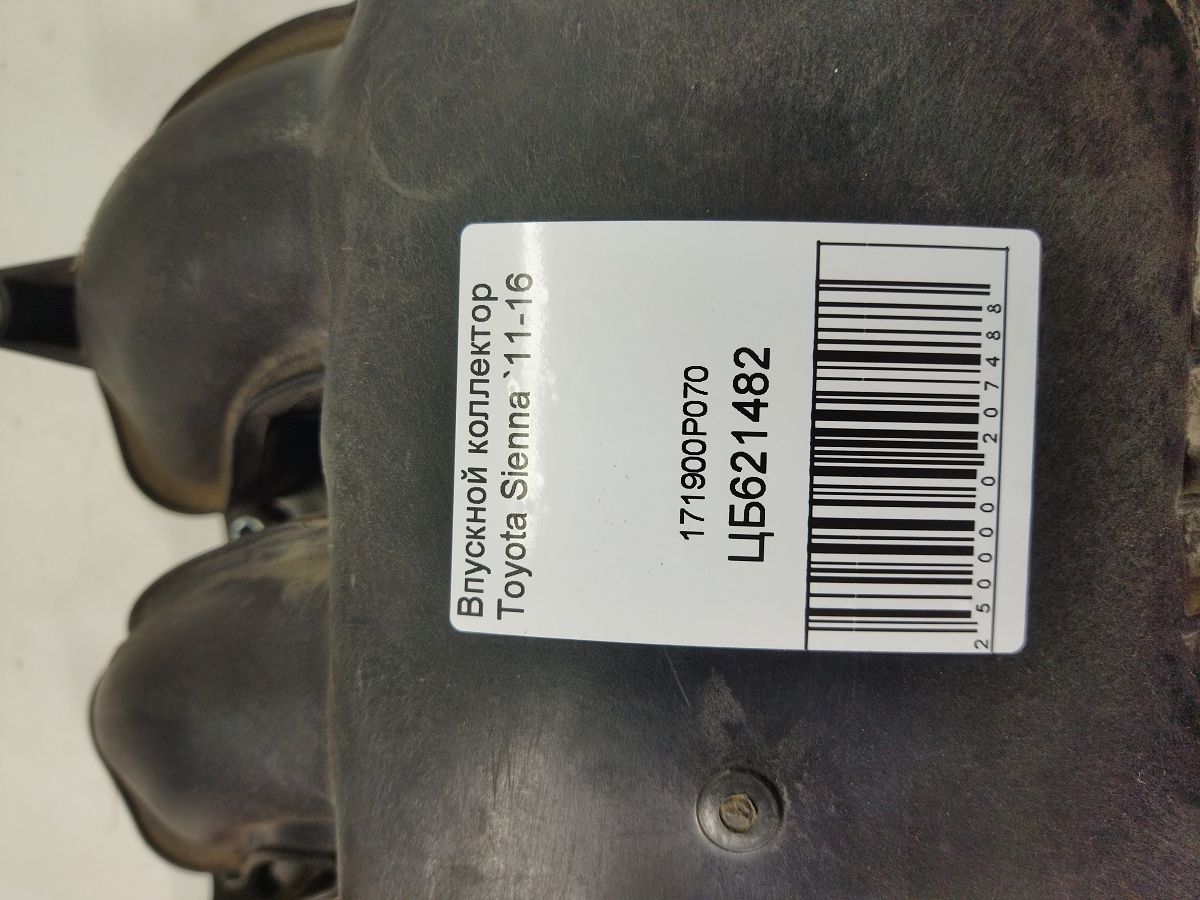 Впускной коллектор
Toyota Sienna `11-16
171900P070
ЦБ621482
2500000207488